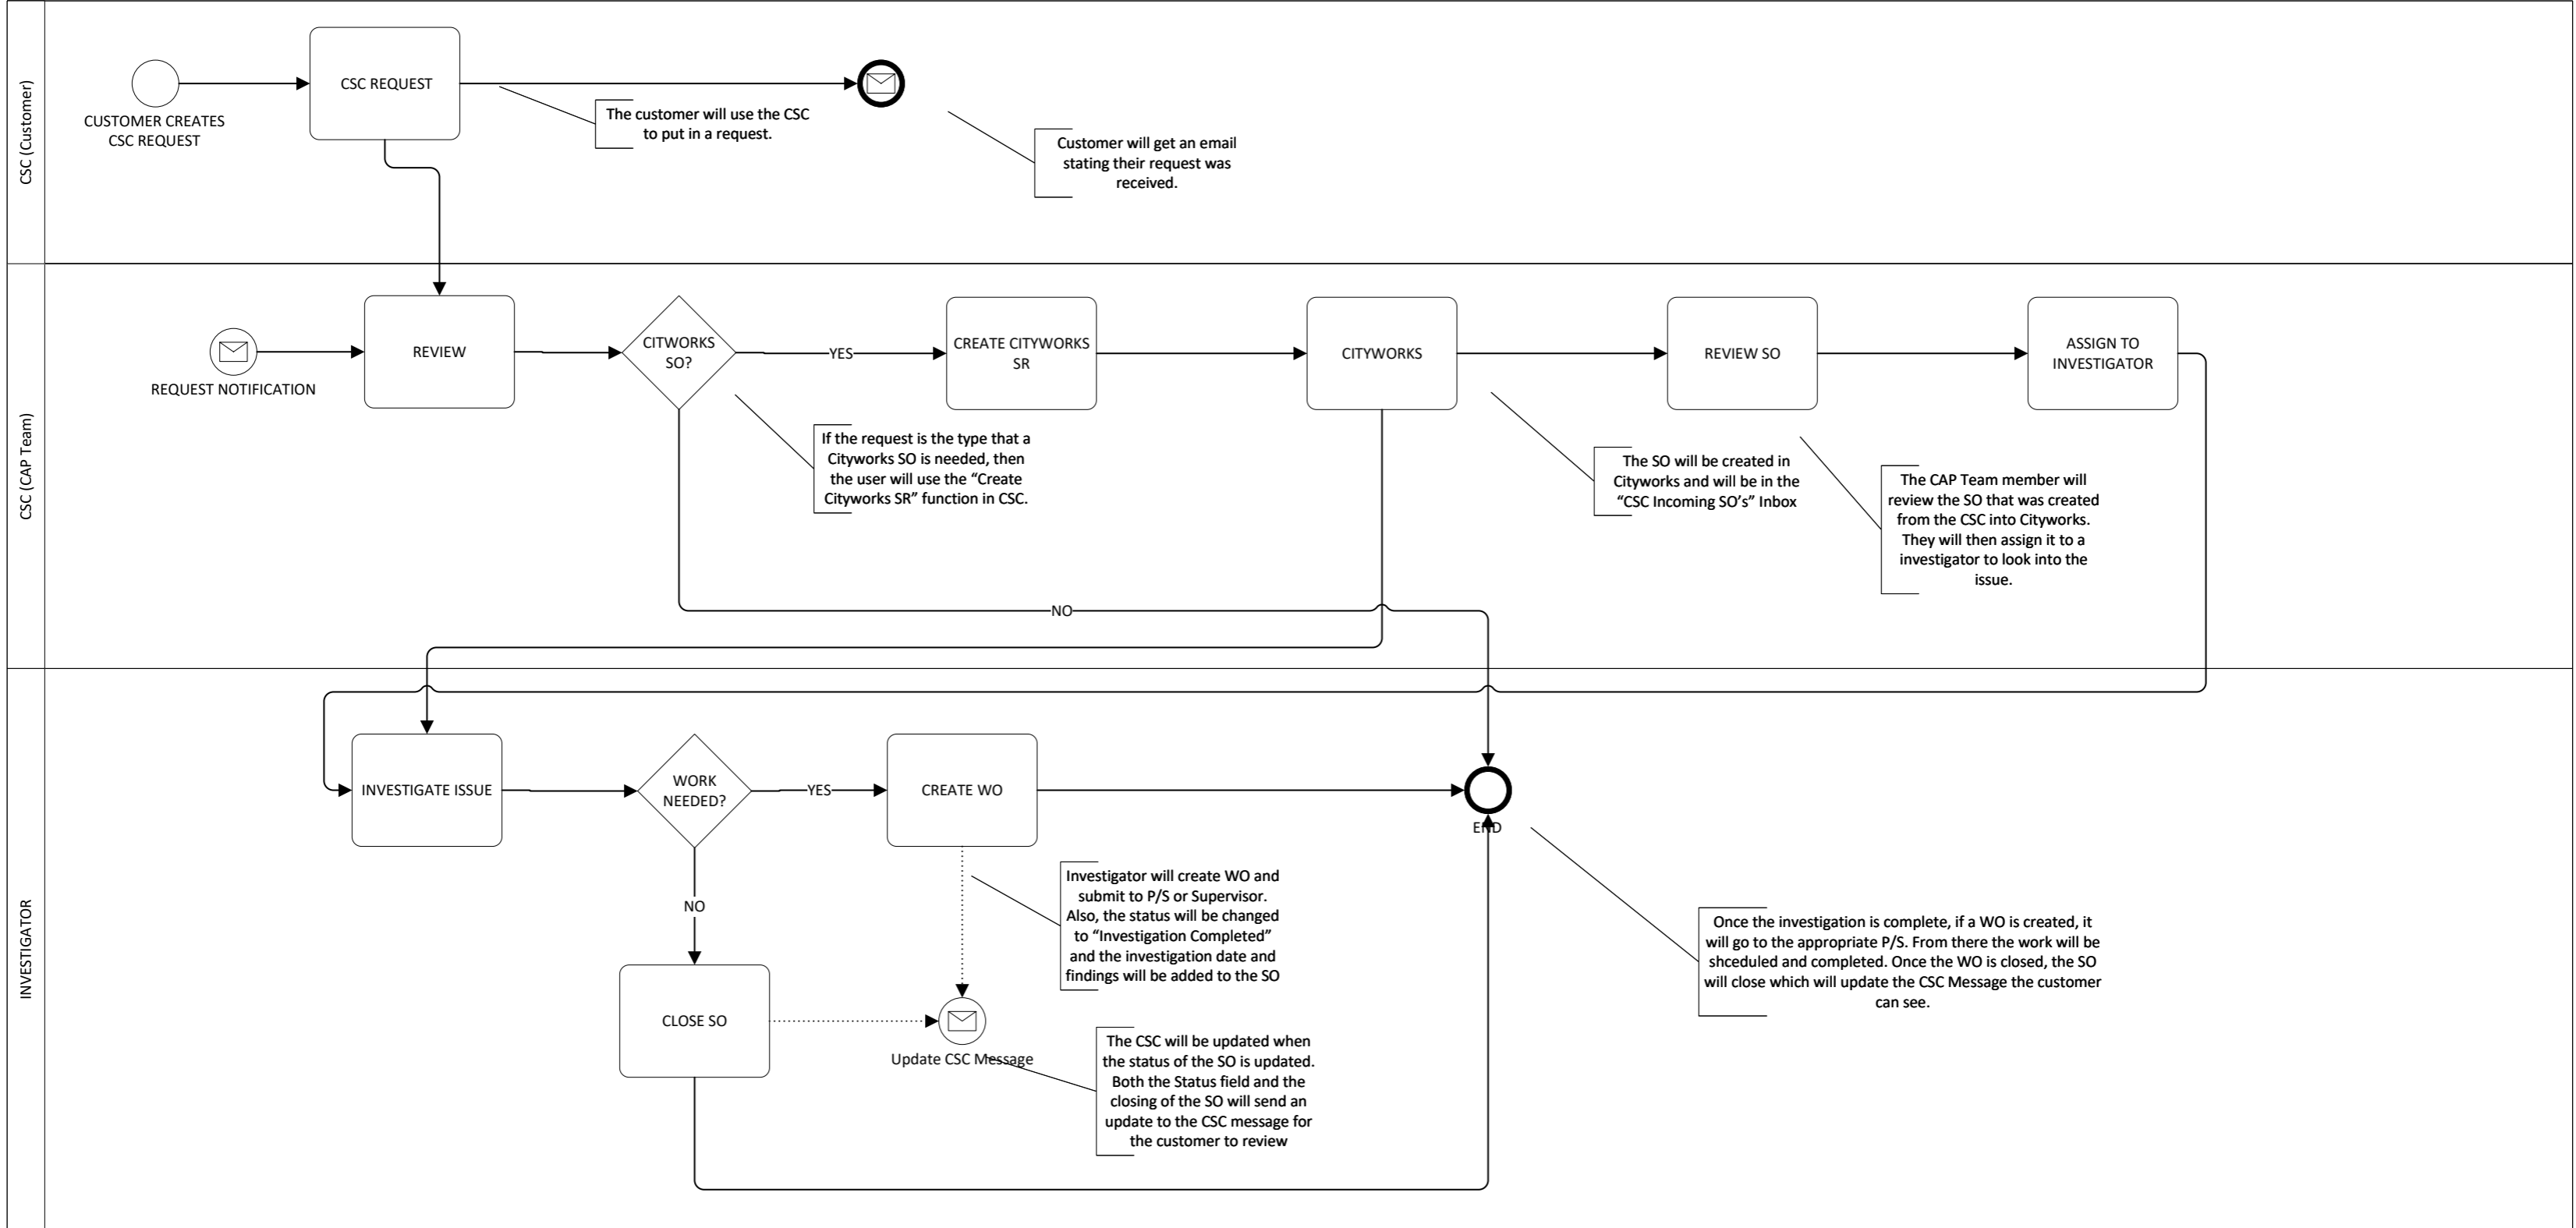 CSC (Customer)
CUSTOMER CREATES
CSC REQUEST
CSC REQUEST
The customer will use the CSC
to put in a request.
Customer will get an email
stating their request was
received.
CSC (CAP Team)
REQUEST NOTIFICATION
REVIEW
CITWORKS
SO?
YES
CREATE CITYWORKS
SR
CITYWORKS
REVIEW SO
ASSIGN TO
INVESTIGATOR
If the request is the type that a
Cityworks SO is needed, then
the user will use the “Create
Cityworks SR” function in CSC.
The SO will be created in
Cityworks and will be in the
“CSC Incoming SO’s” Inbox
The CAP Team member will
review the SO that was created
from the CSC into Cityworks.
They will then assign it to a
investigator to look into the
issue.
NO
INVESTIGATOR
INVESTIGATE ISSUE
WORK
NEEDED?
YES
CREATE WO
END
NO
Investigator will create WO and
submit to P/S or Supervisor.
Also, the status will be changed
to “Investigation Completed”
and the investigation date and
findings will be added to the SO
Once the investigation is complete, if a WO is created, it
will go to the appropriate P/S. From there the work will be
shceduled and completed. Once the WO is closed, the SO
will close which will update the CSC Message the customer
can see.
CLOSE SO
Update CSC Message
The CSC will be updated when
the status of the SO is updated.
Both the Status field and the
closing of the SO will send an
update to the CSC message for
the customer to review